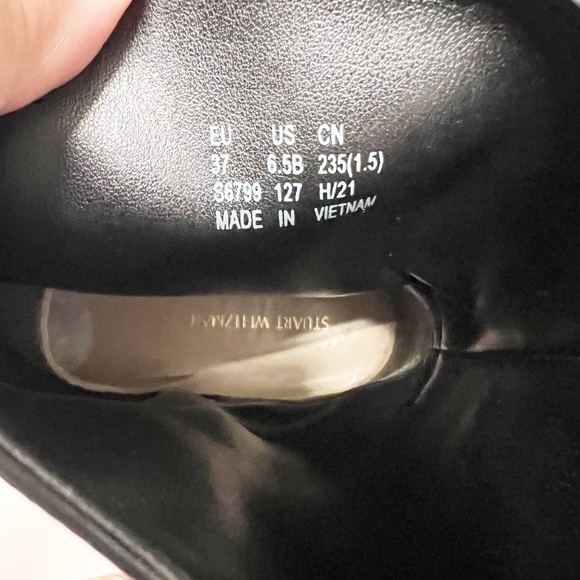 EU US CN
37 6.5B 235(1.5)
S6799 127 H/21
MADE IN VIETNAM
STUART WEITZMAN